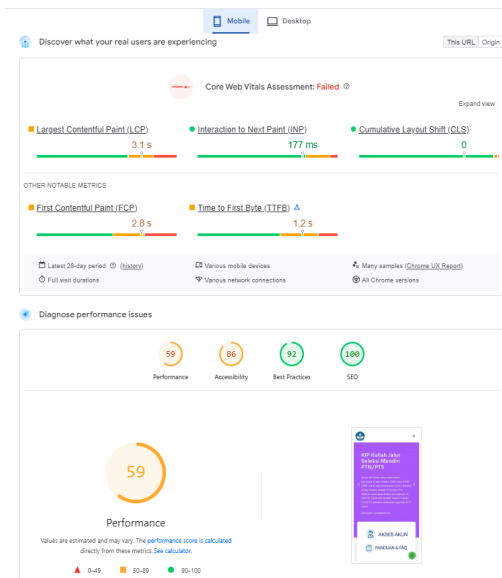 Mobile Desktop
Discover what your real users are experiencing
This URL Origin
Core Web Vitals Assessment: Failed
Expand view
Largest Contentful Paint (LCP)
3.1 s
Interaction to Next Paint (INP)
177 ms
Cumulative Layout Shift (CLS)
0
OTHER NOTABLE METRICS
First Contentful Paint (FCP)
2.8 s
Time to First Byte (TTFB)
1.2 s
Latest 28-day period (history)
Various mobile devices
Many samples (Chrome UX Report)
Full visit durations
Various network connections
All Chrome versions
Diagnose performance issues
59 86 92 100
Performance Accessibility Best Practices SEO
59
Performance
Values are estimated and may vary. The performance score is calculated
directly from these metrics. See calculator.
0–49 50–89 90–100
KIP Kuliah Jalur
Seleksi Mandiri
PTN/PTS
AKSES AKUN
PANDUAN & FAQ